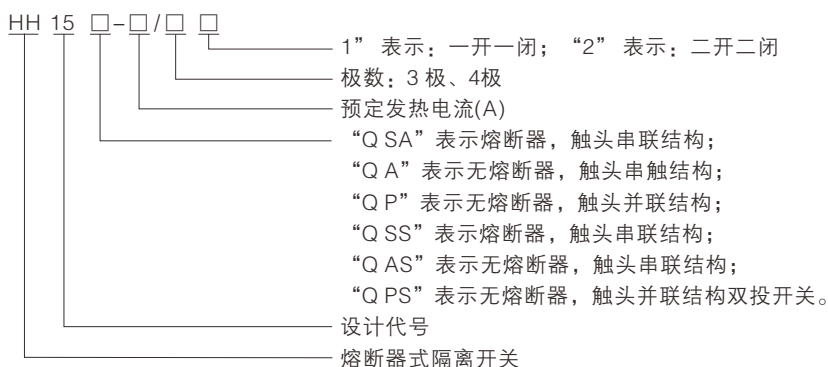 HH 15 □-□/□ □
1” 表示：一开一闭； “2” 表示：二开二闭
极数：3 极、4极
预定发热电流(A)
“Q SA” 表示熔断器，触头串联结构；
“Q A” 表示无熔断器，触头串触结构；
“Q P” 表示无熔断器，触头并联结构；
“Q SS” 表示熔断器，触头串联结构；
“Q AS” 表示无熔断器，触头串联结构；
“Q PS” 表示无熔断器，触头并联结构双投开关。
设计代号
熔断器式隔离开关